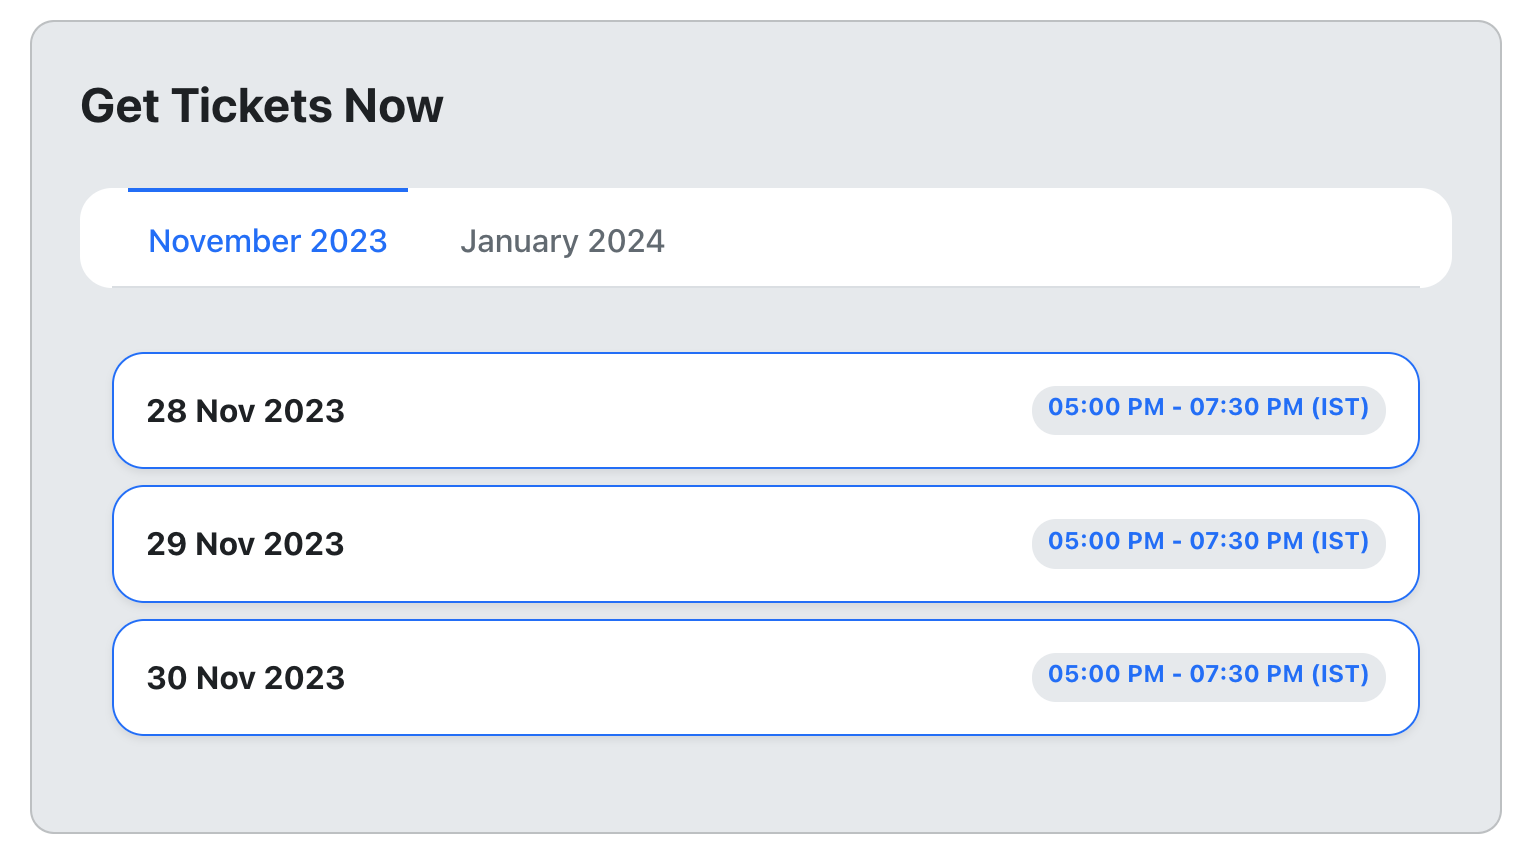 Get Tickets Now
November 2023 January 2024
28 Nov 2023 05:00 PM - 07:30 PM (IST)
29 Nov 2023 05:00 PM - 07:30 PM (IST)
30 Nov 2023 05:00 PM - 07:30 PM (IST)